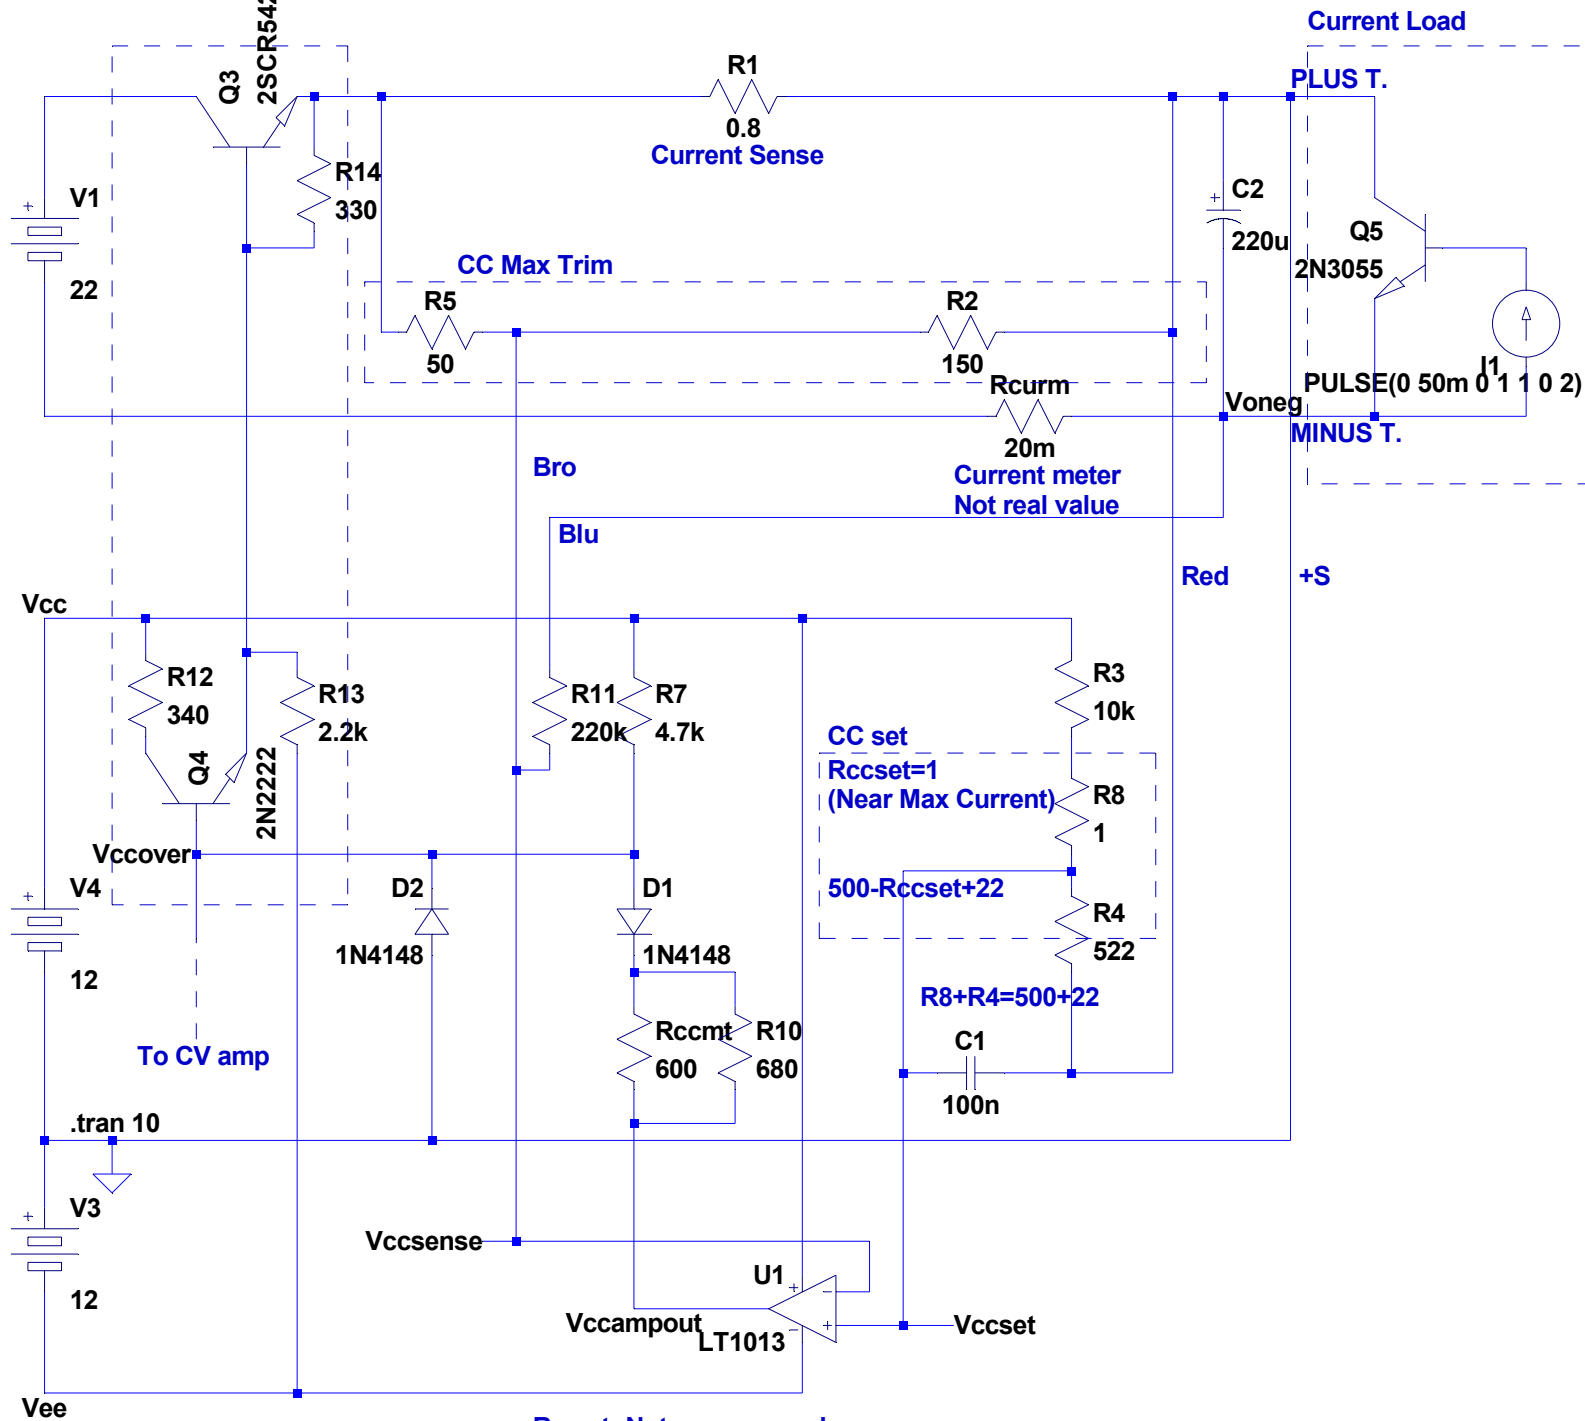 Current Load
PLUS T.
Q3
2SCR542
R1
0.8
Current Sense
R14
330
V1
22
C2
220u
Q5
2N3055
I1
PULSE(0 50m 0 1 1 0 2)
CC Max Trim
R5
50
R2
150
Rcurm
20m
Current meter
Not real value
Voneg
MINUS T.
Bro
Blu
Red
+S
Vcc
R12
340
R13
2.2k
R11
220k
R7
4.7k
R3
10k
CC set
Rccset=1
(Near Max Current)
R8
1
Q4
2N2222
Vccover
V4
12
D2
1N4148
D1
1N4148
500-Rccset+22
R4
522
R8+R4=500+22
To CV amp
Rccmt
600
R10
680
C1
100n
.tran 10
V3
12
Vccsense
U1
LT1013
Vccampout
Vccset
Vee